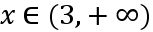 x ∈ (3, + ∞)